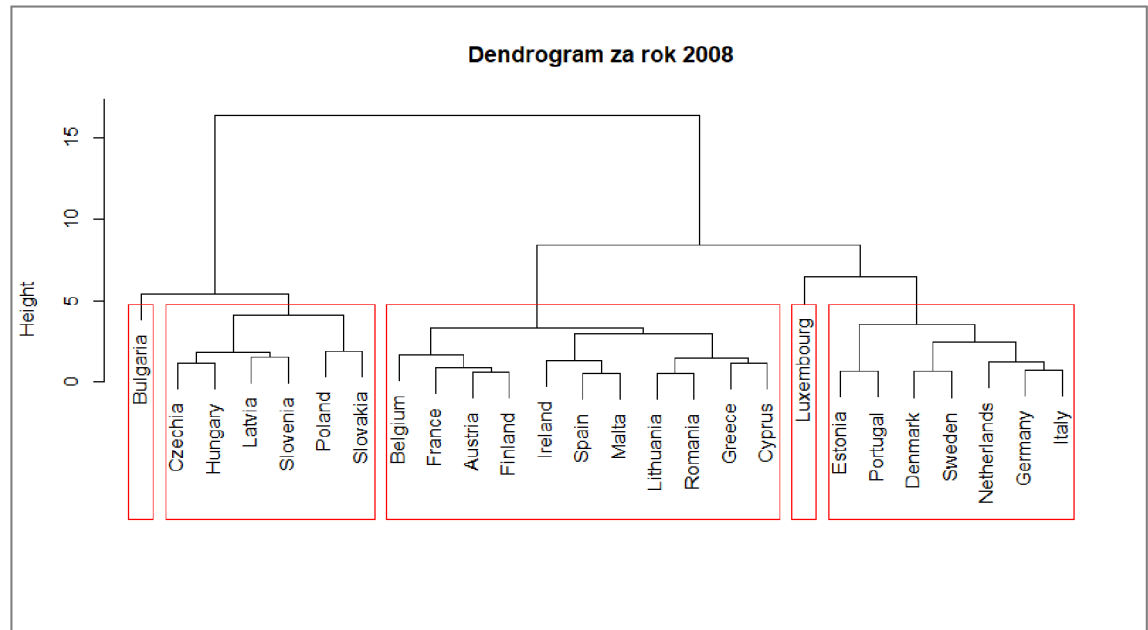 Dendrogram za rok 2008
Height
15
10
5
0
Bulgaria
Czechia
Hungary
Latvia
Slovenia
Poland
Slovakia
Belgium
France
Austria
Finland
Ireland
Spain
Malta
Lithuania
Romania
Greece
Cyprus
Luxembourg
Estonia
Portugal
Denmark
Sweden
Netherlands
Germany
Italy